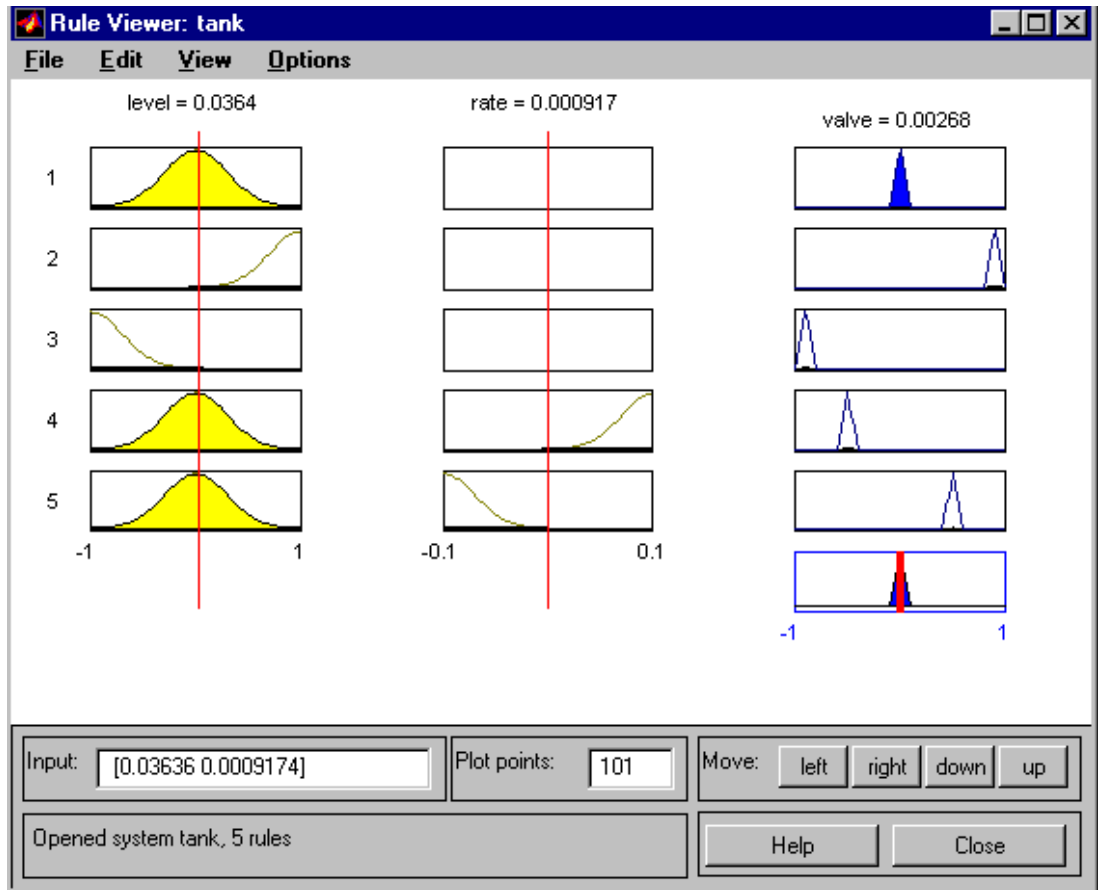 Rule Viewer: tank
File Edit View Options
level = 0.0364 rate = 0.000917 valve = 0.00268
1
2
3
4
5
-1 1 -0.1 0.1
-1 1
Input: [0.03636 0.0009174] Plot points: 101 Move: left right down up
Opened system tank, 5 rules Help Close